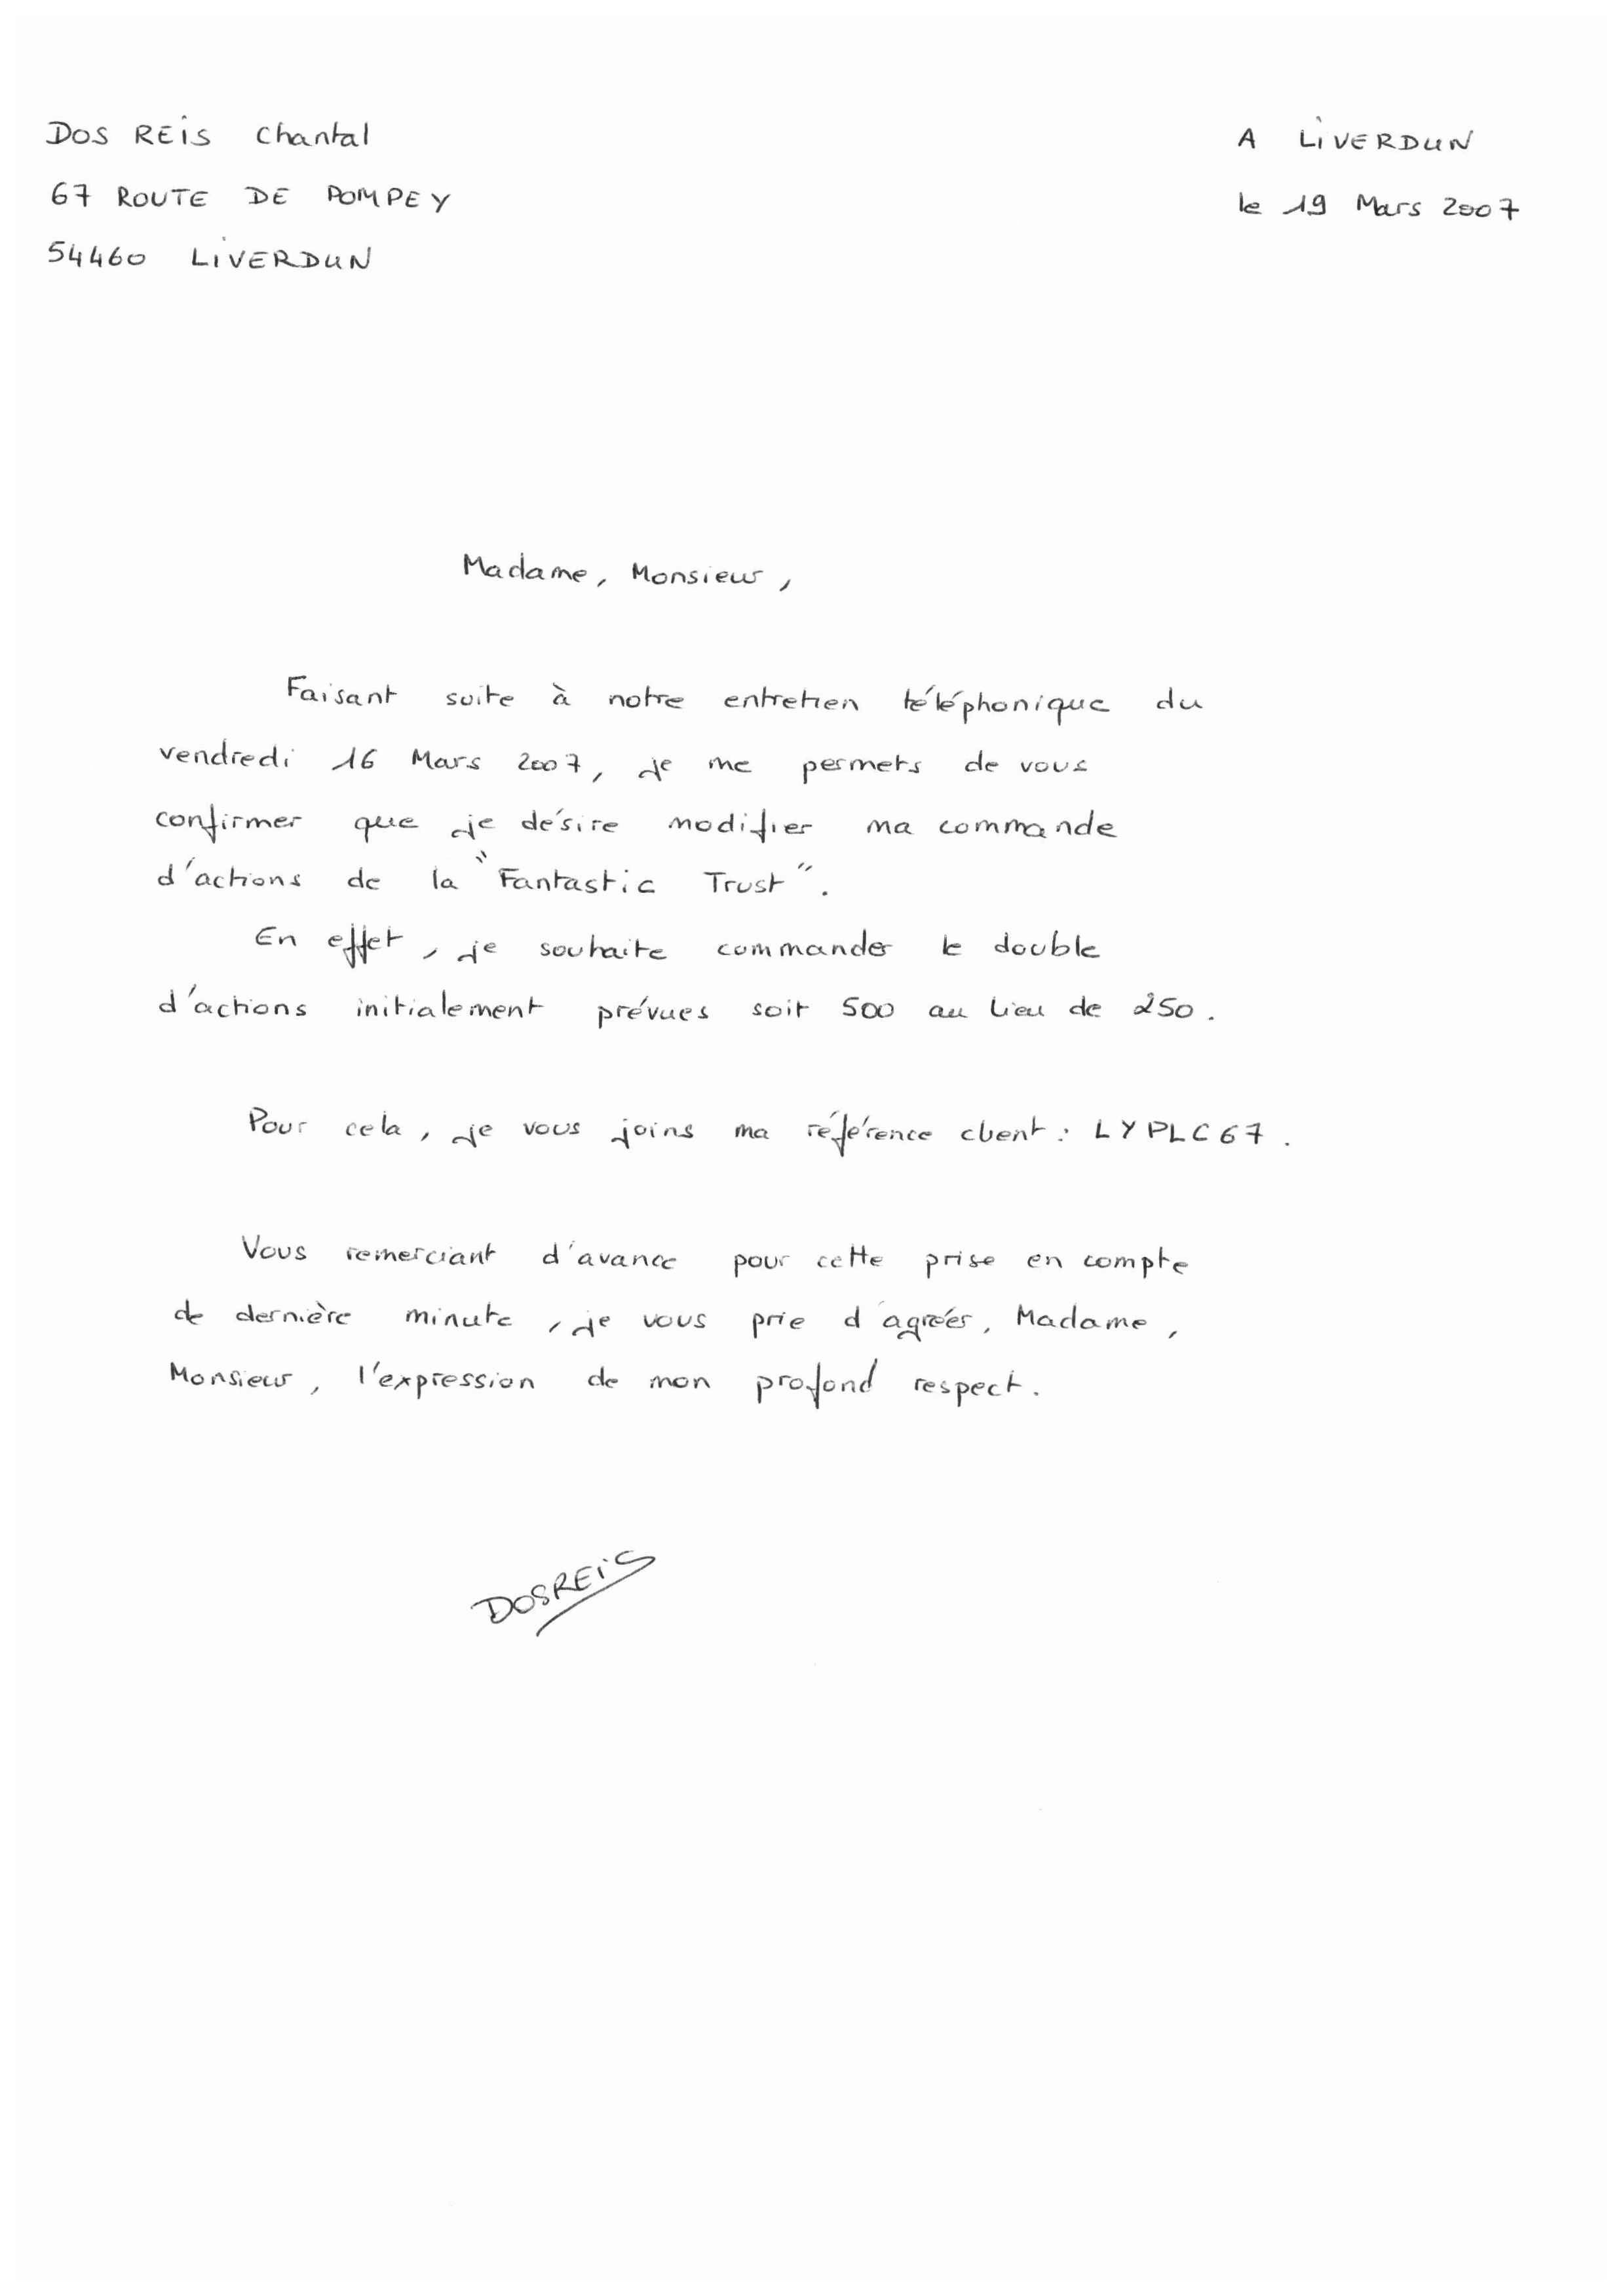 DOS REIS Chantal
67 ROUTE DE POMPEY
54460 LIVERDUN
A LIVERDUN
le 19 Mars 2007
Madame, Monsieur,
Faisant suite à notre entretien téléphonique du
vendredi 16 Mars 2007, je me permets de vous
confirmer que je désire modifier ma commande
d'actions de la "Fantastic Trust".
En effet, je souhaite commander le double
d'actions initialement prévues soit 500 au lieu de 250.
Pour cela, je vous joins ma référence client : LYPLC67.
Vous remerciant d'avance pour cette prise en compte
de dernière minute, je vous prie d'agréer, Madame,
Monsieur, l'expression de mon profond respect.
DOSREIS